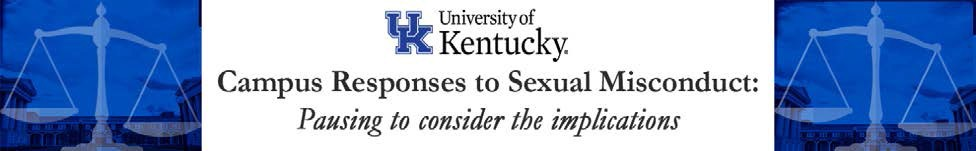 UK
University of
Kentucky®
Campus Responses to Sexual Misconduct:
Pausing to consider the implications